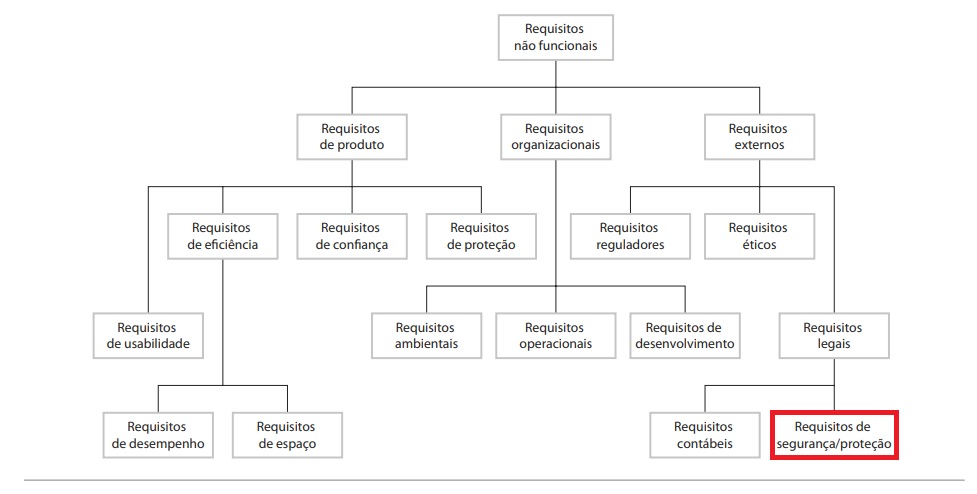 Requisitos
não funcionais
Requisitos
de produto
Requisitos
organizacionais
Requisitos
externos
Requisitos
de eficiência
Requisitos
de confiança
Requisitos
de proteção
Requisitos
reguladores
Requisitos
éticos
Requisitos
de usabilidade
Requisitos
ambientais
Requisitos
operacionais
Requisitos de
desenvolvimento
Requisitos
legais
Requisitos
de desempenho
Requisitos
de espaço
Requisitos
contábeis
Requisitos de
segurança/proteção